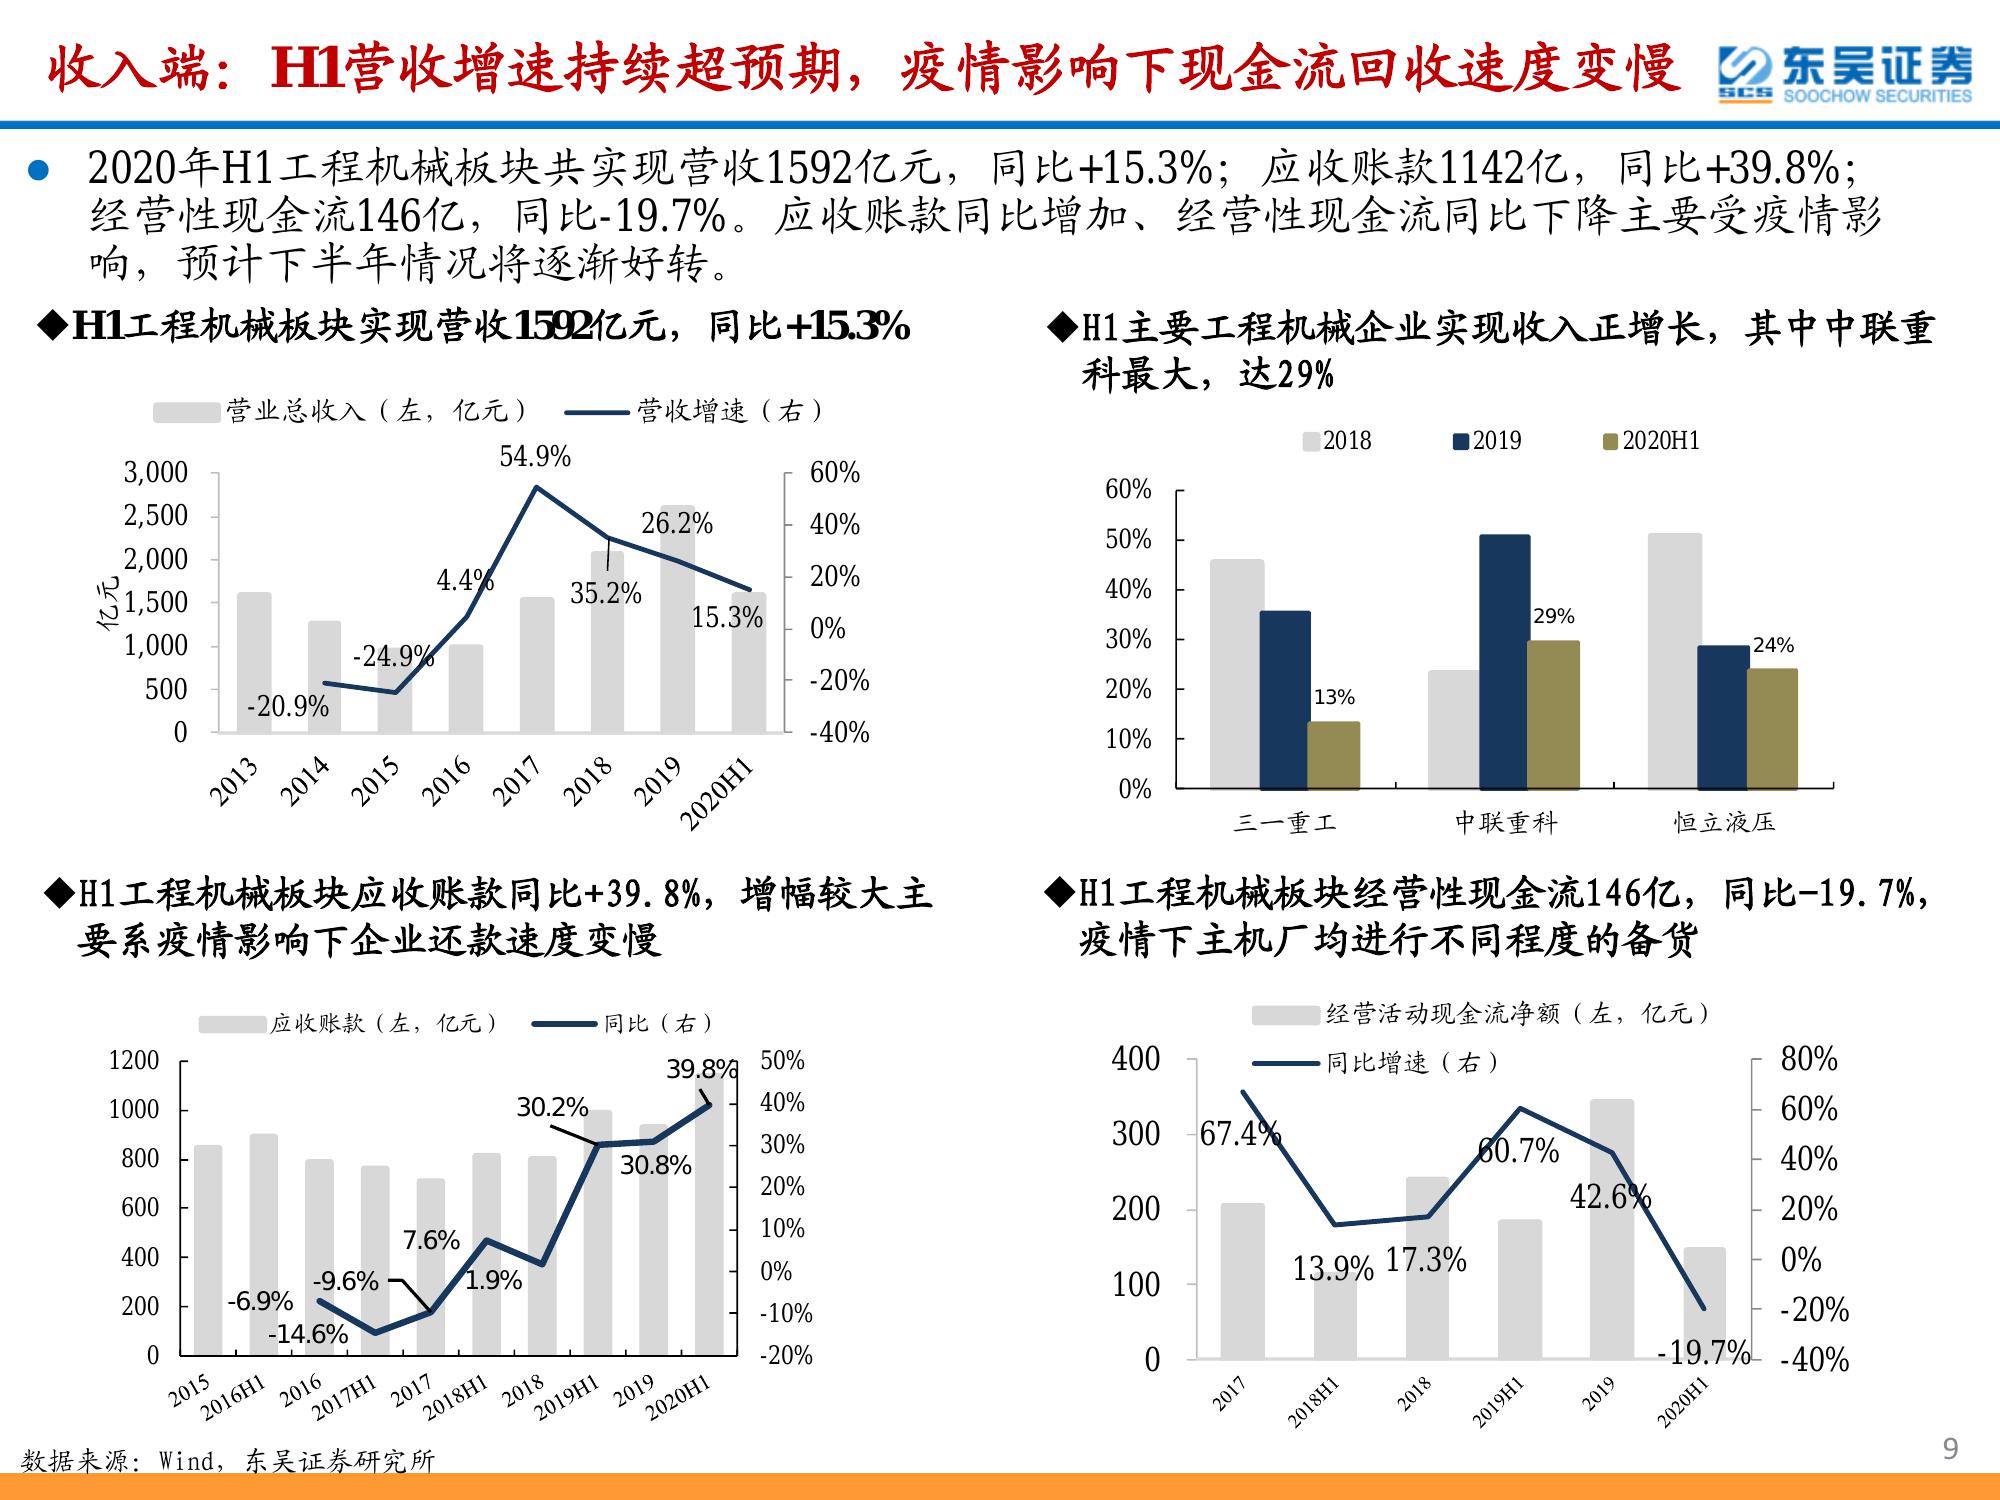 收入端：H1营收增速持续超预期，疫情影响下现金流回收速度变慢
东吴证券
SCS
SOOCHOW SECURITIES
2020年H1工程机械板块共实现营收1592亿元，同比+15.3%；应收账款1142亿，同比+39.8%；
经营性现金流146亿，同比-19.7%。应收账款同比增加、经营性现金流同比下降主要受疫情影
响，预计下半年情况将逐渐好转。
◆H1工程机械板块实现营收1592亿元，同比+15.3%
营业总收入（左，亿元）
营收增速（右）
亿元
3,000
2,500
2,000
1,500
1,000
500
0
60%
40%
20%
0%
-20%
-40%
-20.9%
-24.9%
4.4%
54.9%
35.2%
26.2%
15.3%
2013
2014
2015
2016
2017
2018
2019
2020H1
◆H1主要工程机械企业实现收入正增长，其中中联重
科最大，达29%
2018
2019
2020H1
60%
50%
40%
30%
20%
10%
0%
13%
29%
24%
三一重工
中联重科
恒立液压
◆H1工程机械板块应收账款同比+39.8%，增幅较大主
要系疫情影响下企业还款速度变慢
应收账款（左，亿元）
同比（右）
1200
1000
800
600
400
200
0
50%
40%
30%
20%
10%
0%
-10%
-20%
-6.9%
-14.6%
-9.6%
7.6%
1.9%
30.2%
30.8%
39.8%
2015
2016H1
2016
2017H1
2017
2018H1
2018
2019H1
2019
2020H1
◆H1工程机械板块经营性现金流146亿，同比-19.7%，
疫情下主机厂均进行不同程度的备货
经营活动现金流净额（左，亿元）
同比增速（右）
400
300
200
100
0
80%
60%
40%
20%
0%
-20%
-40%
67.4%
13.9%
17.3%
60.7%
42.6%
-19.7%
2017
2018H1
2018
2019H1
2019
2020H1
数据来源：Wind，东吴证券研究所
9